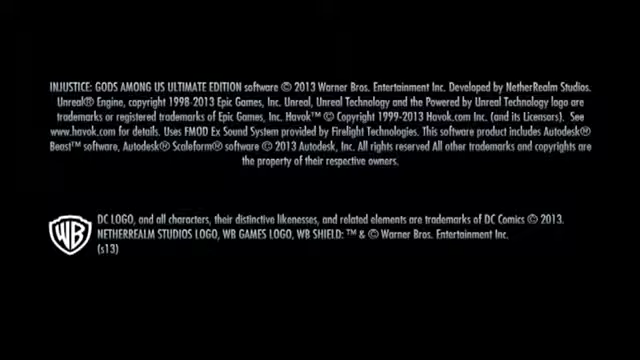 INJUSTICE: GODS AMONG US ULTIMATE EDITION software © 2013 Warner Bros. Entertainment Inc. Developed by NetherRealm Studios.
Unreal® Engine, copyright 1998-2013 Epic Games, Inc. Unreal, Unreal Technology and the Powered by Unreal Technology logo are
trademarks or registered trademarks of Epic Games, Inc. Havok™ © Copyright 1999-2013 Havok.com Inc. (and its Licensors). See
www.havok.com for details. Uses FMOD Ex Sound System provided by Firelight Technologies. This software product includes Autodesk®
Beast™ software, Autodesk® Scaleform® software © 2013 Autodesk, Inc. All rights reserved All other trademarks and copyrights are
the property of their respective owners.
WB
DC LOGO, and all characters, their distinctive likenesses, and related elements are trademarks of DC Comics © 2013.
NETHERREALM STUDIOS LOGO, WB GAMES LOGO, WB SHIELD: ™ & © Warner Bros. Entertainment Inc.
(s13)